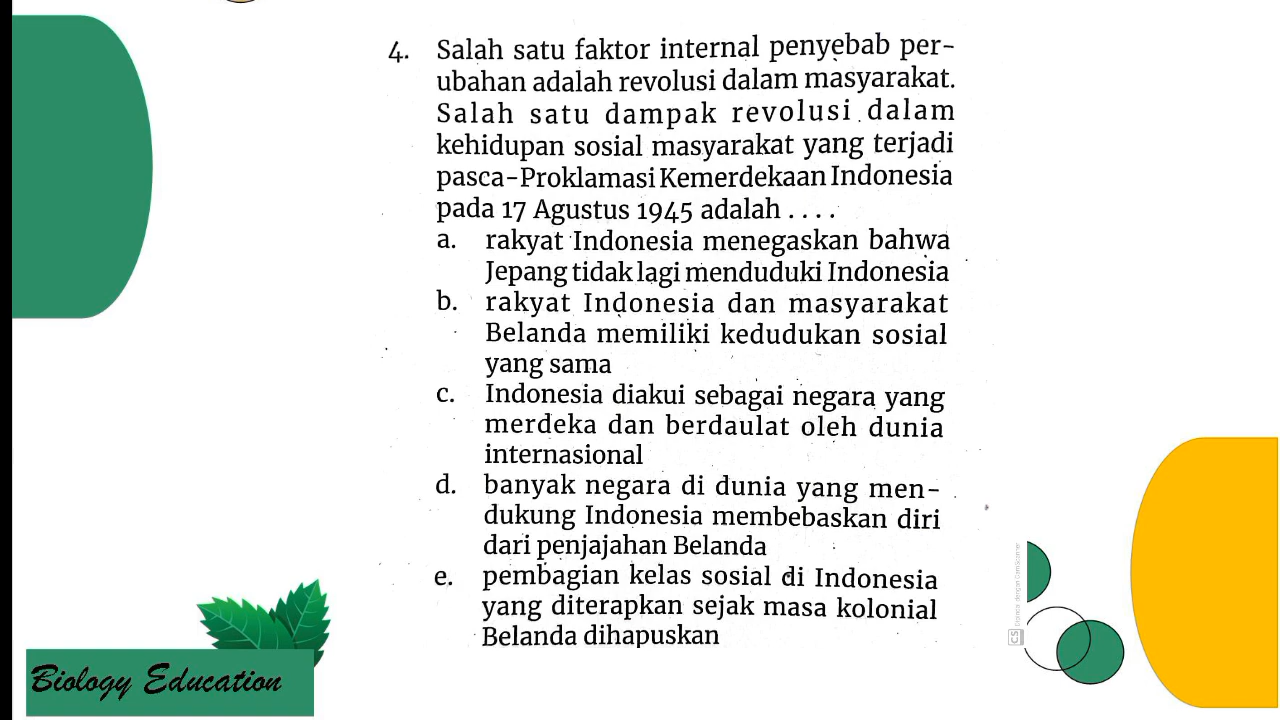 4. Salah satu faktor internal penyebab per-
ubahan adalah revolusi dalam masyarakat.
Salah satu dampak revolusi dalam
kehidupan sosial masyarakat yang terjadi
pasca-Proklamasi Kemerdekaan Indonesia
pada 17 Agustus 1945 adalah . . . .
a. rakyat Indonesia menegaskan bahwa
Jepang tidak lagi menduduki Indonesia
b. rakyat Indonesia dan masyarakat
Belanda memiliki kedudukan sosial
yang sama
c. Indonesia diakui sebagai negara yang
merdeka dan berdaulat oleh dunia
internasional
d. banyak negara di dunia yang men-
dukung Indonesia membebaskan diri
dari penjajahan Belanda
e. pembagian kelas sosial di Indonesia
yang diterapkan sejak masa kolonial
Belanda dihapuskan
CS Dipindai dengan CamScanner
Biology Education